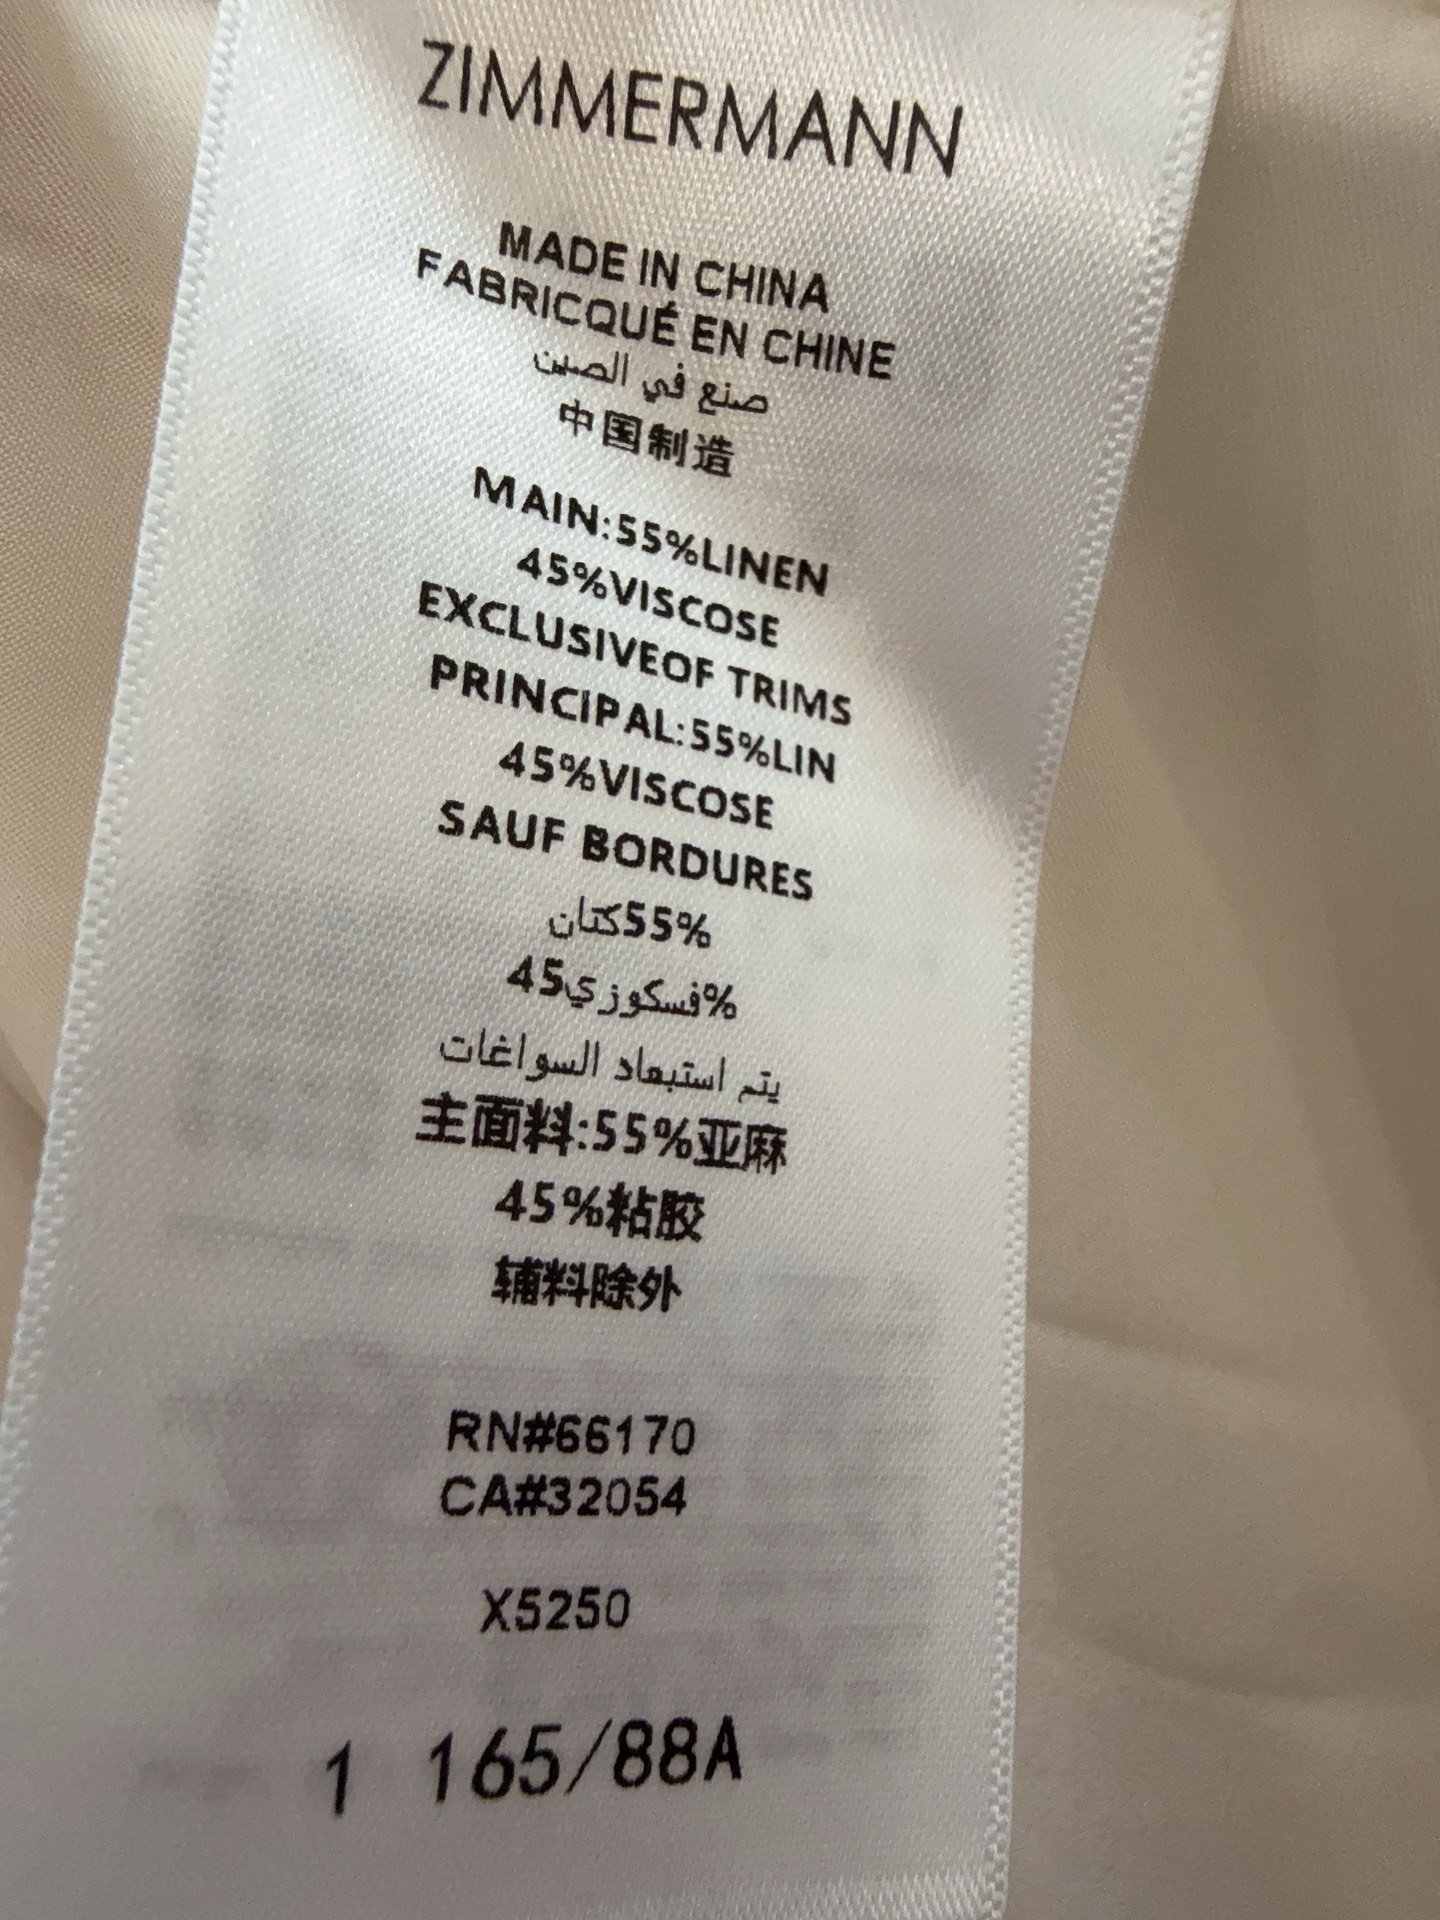 ZIMMERMANN
MADE IN CHINA
FABRICQUÉ EN CHINE
صنع في الصين
中国制造
MAIN:55%LINEN
45%VISCOSE
EXCLUSIVEOF TRIMS
PRINCIPAL:55%LIN
45%VISCOSE
SAUF BORDURES
55%كتان
%فسكوزي45
يتم استبعاد السواغات
主面料:55%亚麻
45%粘胶
辅料除外
RN#66170
CA#32054
X5250
1 165/88A